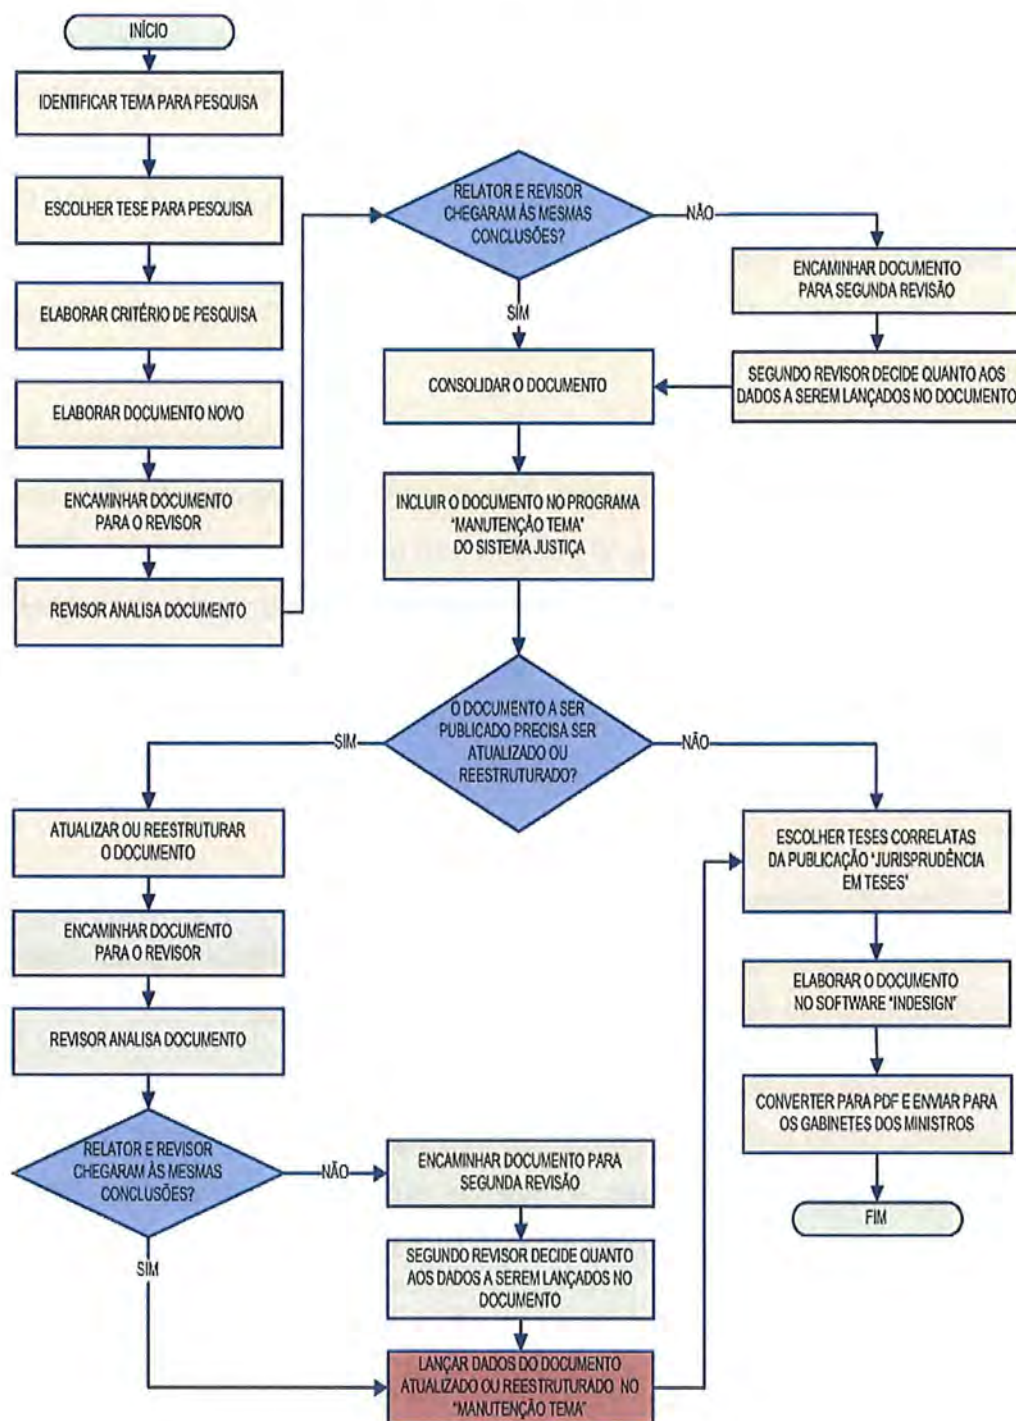 INÍCIO
IDENTIFICAR TEMA PARA PESQUISA
ESCOLHER TESE PARA PESQUISA
ELABORAR CRITÉRIO DE PESQUISA
ELABORAR DOCUMENTO NOVO
ENCAMINHAR DOCUMENTO
PARA O REVISOR
REVISOR ANALISA DOCUMENTO
RELATOR E REVISOR
CHEGARAM ÀS MESMAS
CONCLUSÕES?
NÃO
ENCAMINHAR DOCUMENTO
PARA SEGUNDA REVISÃO
SEGUNDO REVISOR DECIDE QUANTO AOS
DADOS A SEREM LANÇADOS NO DOCUMENTO
SIM
CONSOLIDAR O DOCUMENTO
INCLUIR O DOCUMENTO NO PROGRAMA
"MANUTENÇÃO TEMA"
DO SISTEMA JUSTIÇA
O DOCUMENTO A SER
PUBLICADO PRECISA SER
ATUALIZADO OU
REESTRUTURADO?
SIM
NÃO
ATUALIZAR OU REESTRUTURAR
O DOCUMENTO
ENCAMINHAR DOCUMENTO
PARA O REVISOR
REVISOR ANALISA DOCUMENTO
RELATOR E REVISOR
CHEGARAM ÀS MESMAS
CONCLUSÕES?
NÃO
ENCAMINHAR DOCUMENTO PARA
SEGUNDA REVISÃO
SEGUNDO REVISOR DECIDE QUANTO
AOS DADOS A SEREM LANÇADOS NO
DOCUMENTO
SIM
LANÇAR DADOS DO DOCUMENTO
ATUALIZADO OU REESTRUTURADO NO
"MANUTENÇÃO TEMA"
ESCOLHER TESES CORRELATAS
DA PUBLICAÇÃO "JURISPRUDÊNCIA
EM TESES"
ELABORAR O DOCUMENTO
NO SOFTWARE "INDESIGN"
CONVERTER PARA PDF E ENVIAR PARA
OS GABINETES DOS MINISTROS
FIM